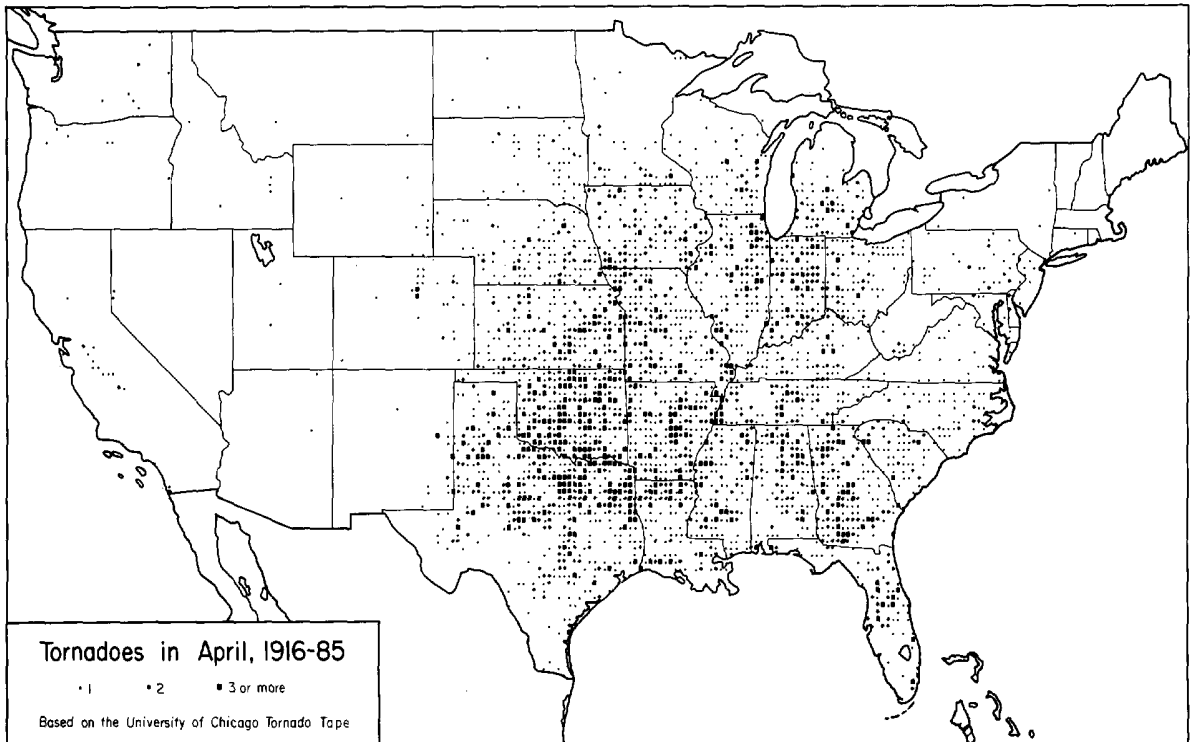 Tornadoes in April, 1916-85
1 2 3 or more
Based on the University of Chicago Tornado Tape